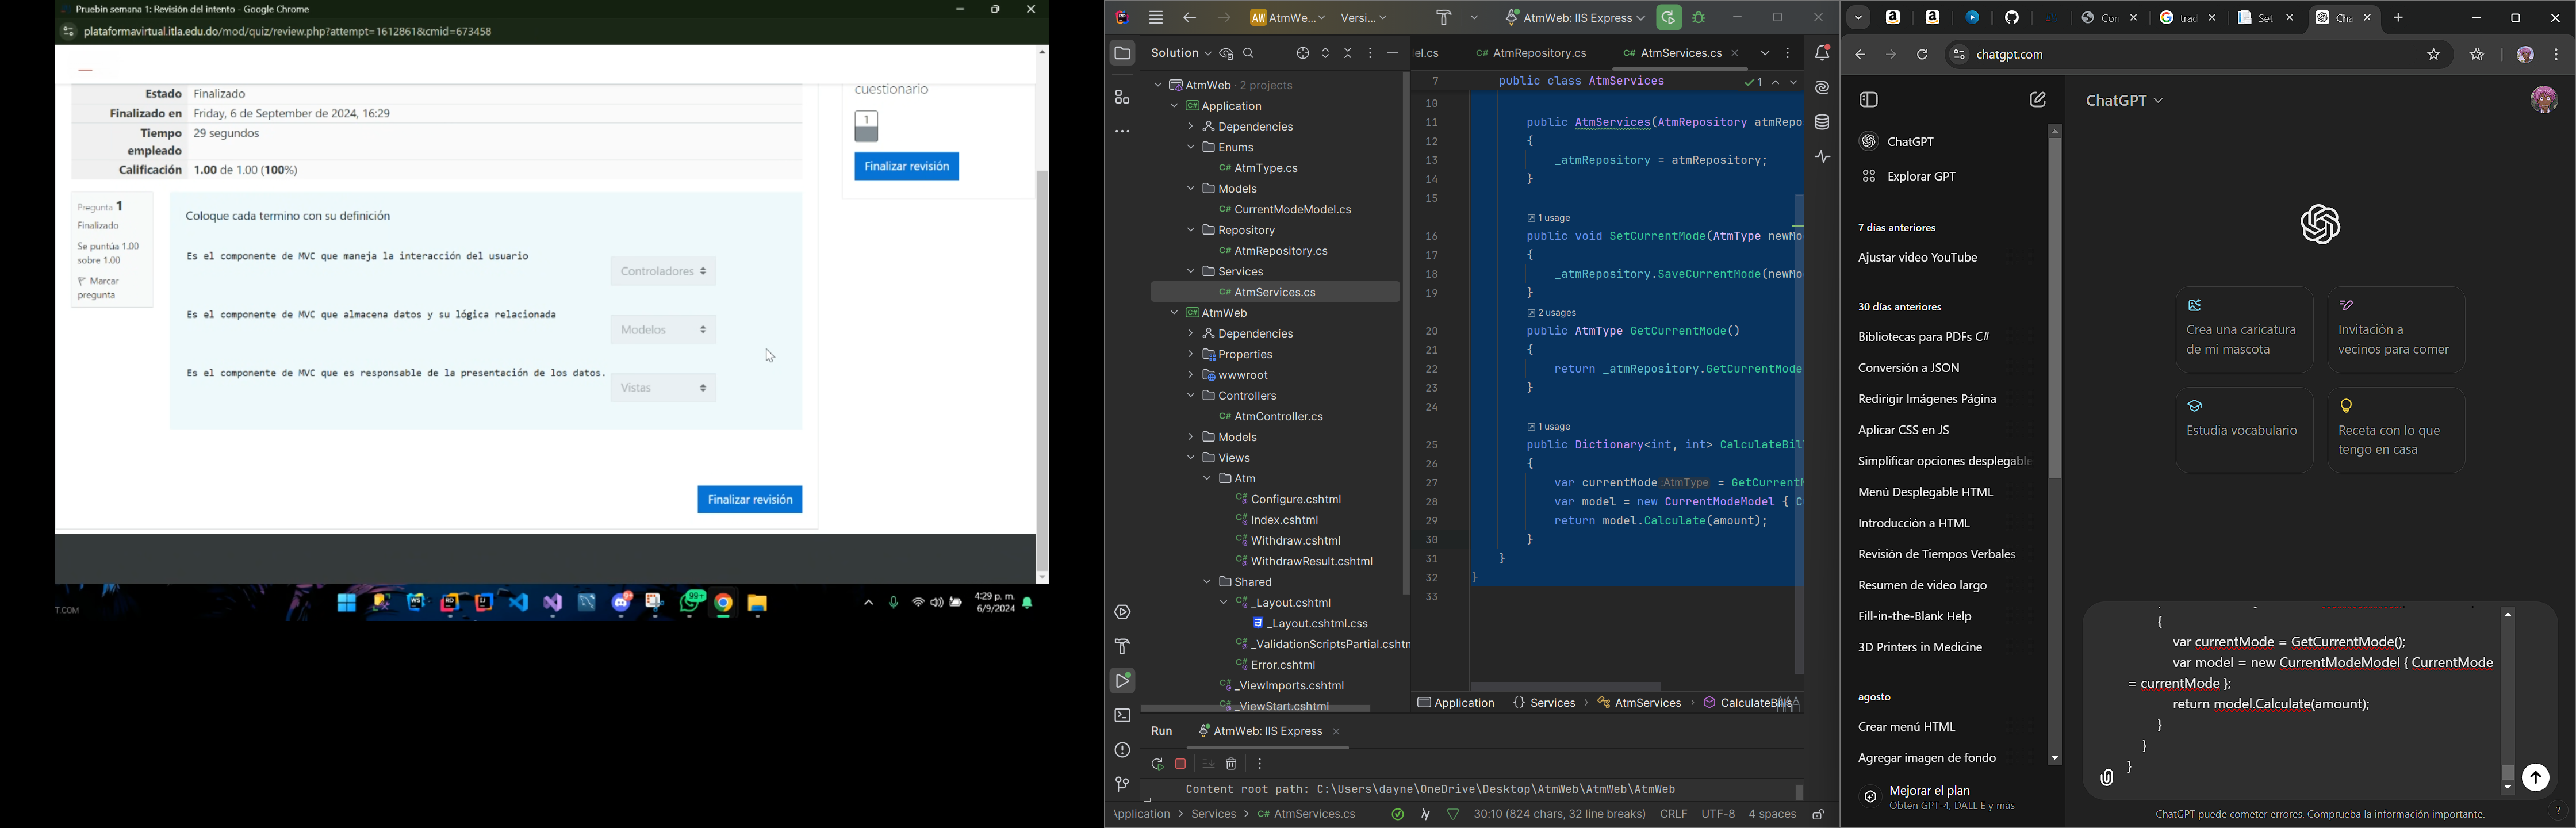 Pruebin semana 1: Revisión del intento - Google Chrome
plataformavirtual.itla.edu.do/mod/quiz/review.php?attempt=1612861&cmid=673458
Estado Finalizado
Finalizado en Friday, 6 de September de 2024, 16:29
Tiempo empleado 29 segundos
Calificación 1.00 de 1.00 (100%)
cuestionario
1
Finalizar revisión
Pregunta 1
Finalizado
Se puntúa 1.00 sobre 1.00
Marcar pregunta
Coloque cada termino con su definición
Es el componente de MVC que maneja la interacción del usuario
Controladores
Es el componente de MVC que almacena datos y su lógica relacionada
Modelos
Es el componente de MVC que es responsable de la presentación de los datos.
Vistas
Finalizar revisión
T.COM
99+
4:29 p. m.
6/9/2024
AW AtmWe... Versi... AtmWeb: IIS Express
Solution
AtmWeb · 2 projects
Application
Dependencies
Enums
C# AtmType.cs
Models
C# CurrentModeModel.cs
Repository
C# AtmRepository.cs
Services
C# AtmServices.cs
AtmWeb
Dependencies
Properties
wwwroot
Controllers
C# AtmController.cs
Models
Views
Atm
Configure.cshtml
Index.cshtml
Withdraw.cshtml
WithdrawResult.cshtml
Shared
_Layout.cshtml
_Layout.cshtml.css
_ValidationScriptsPartial.cshtm
Error.cshtml
_ViewImports.cshtml
_ViewStart.cshtml
el.cs C# AtmRepository.cs C# AtmServices.cs
7 public class AtmServices 1
10
11 public AtmServices(AtmRepository atmRepo
12 {
13 _atmRepository = atmRepository;
14 }
15
1 usage
16 public void SetCurrentMode(AtmType newMo
17 {
18 _atmRepository.SaveCurrentMode(newMo
19 }
2 usages
20 public AtmType GetCurrentMode()
21 {
22 return _atmRepository.GetCurrentMode
23 }
24
1 usage
25 public Dictionary<int, int> CalculateBil
26 {
27 var currentMode :AtmType = GetCurrentM
28 var model = new CurrentModeModel { C
29 return model.Calculate(amount);
30 }
31 }
32 }
33
Application {} Services > AtmServices > CalculateBills
Run AtmWeb: IIS Express
Content root path: C:\Users\dayne\OneDrive\Desktop\AtmWeb\AtmWeb\AtmWeb
Application > Services > C# AtmServices.cs 30:10 (824 chars, 32 line breaks) CRLF UTF-8 4 spaces
Cor trac Set Cha
chatgpt.com
ChatGPT
Explorar GPT
7 días anteriores
Ajustar video YouTube
30 días anteriores
Bibliotecas para PDFs C#
Conversión a JSON
Redirigir Imágenes Página
Aplicar CSS en JS
Simplificar opciones desplegable
Menú Desplegable HTML
Introducción a HTML
Revisión de Tiempos Verbales
Resumen de video largo
Fill-in-the-Blank Help
3D Printers in Medicine
agosto
Crear menú HTML
Agregar imagen de fondo
Mejorar el plan
Obtén GPT-4, DALL E y más
ChatGPT
Crea una caricatura de mi mascota
Invitación a vecinos para comer
Estudia vocabulario
Receta con lo que tengo en casa
{
var currentMode = GetCurrentMode();
var model = new CurrentModeModel { CurrentMode
= currentMode };
return model.Calculate(amount);
}
}
}
ChatGPT puede cometer errores. Comprueba la información importante.
?